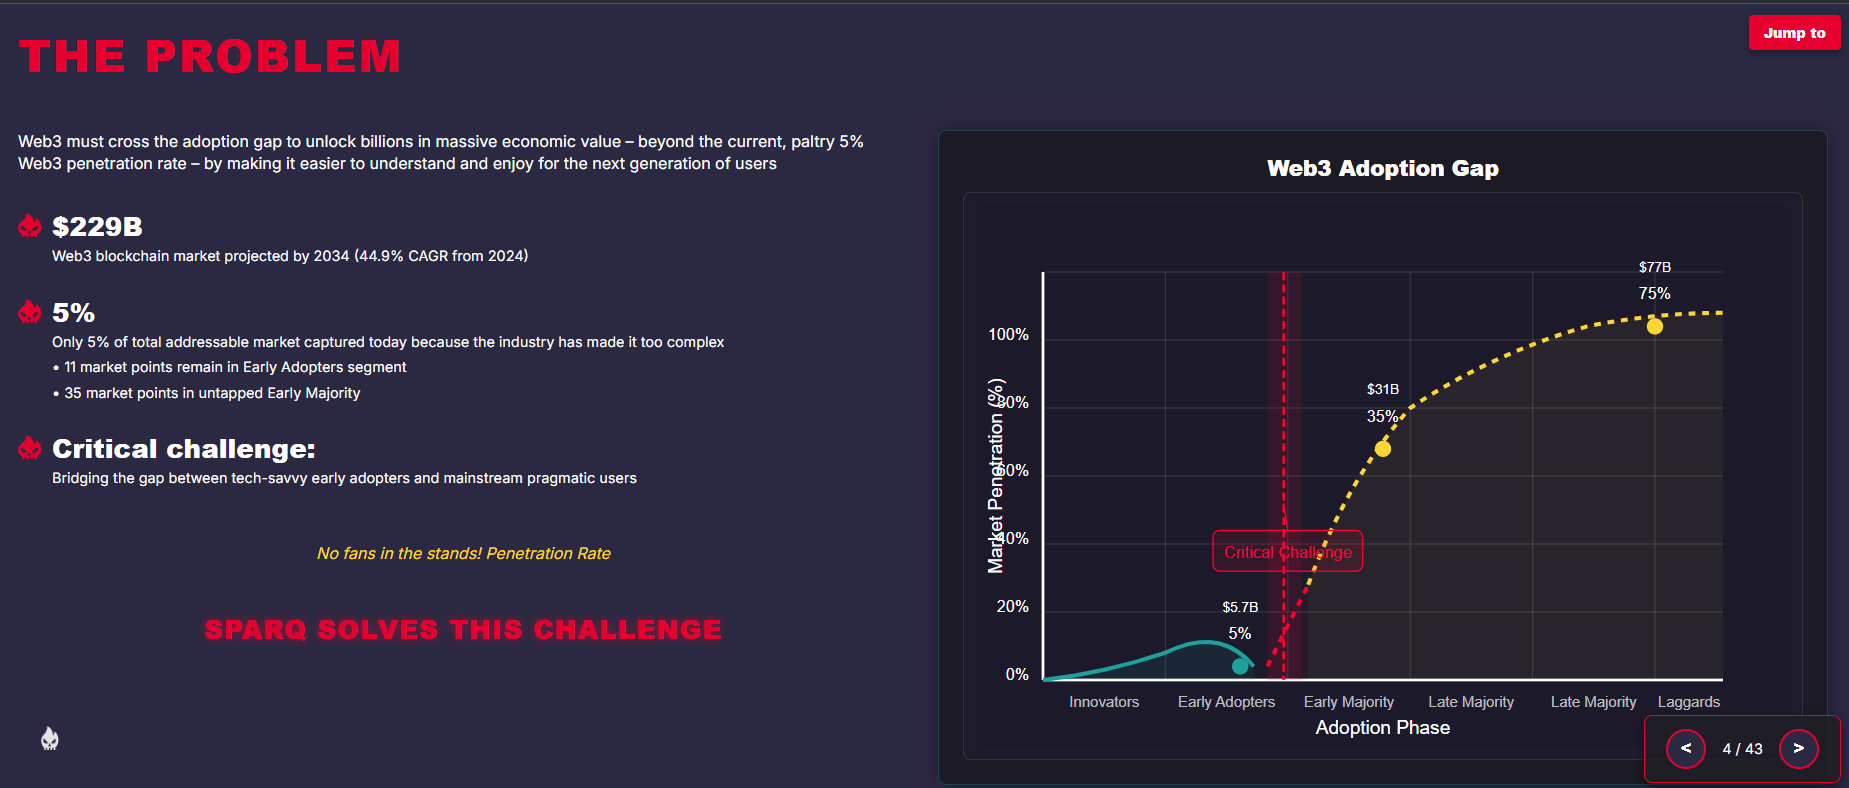 THE PROBLEM
Jump to
Web3 must cross the adoption gap to unlock billions in massive economic value – beyond the current, paltry 5%
Web3 penetration rate – by making it easier to understand and enjoy for the next generation of users
$229B
Web3 blockchain market projected by 2034 (44.9% CAGR from 2024)
5%
Only 5% of total addressable market captured today because the industry has made it too complex
• 11 market points remain in Early Adopters segment
• 35 market points in untapped Early Majority
Critical challenge:
Bridging the gap between tech-savvy early adopters and mainstream pragmatic users
No fans in the stands! Penetration Rate
SPARQ SOLVES THIS CHALLENGE
Web3 Adoption Gap
$77B
75%
$31B
35%
Critical Challenge
$5.7B
5%
100%
80%
60%
40%
20%
0%
Market Penetration (%)
Innovators
Early Adopters
Early Majority
Late Majority
Late Majority
Laggards
Adoption Phase
<
4 / 43
>